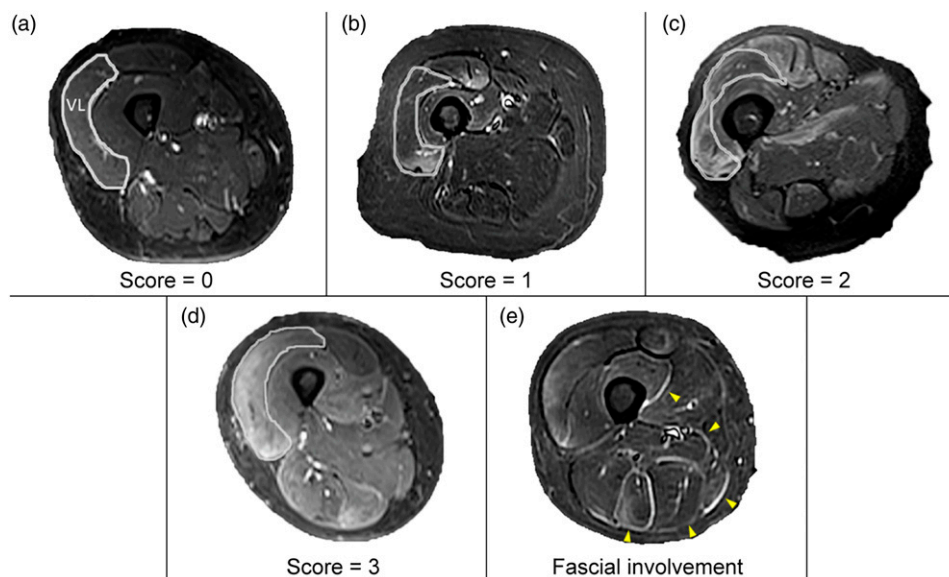 (a)
VL
Score = 0
(b)
Score = 1
(c)
Score = 2
(d)
Score = 3
(e)
Fascial involvement